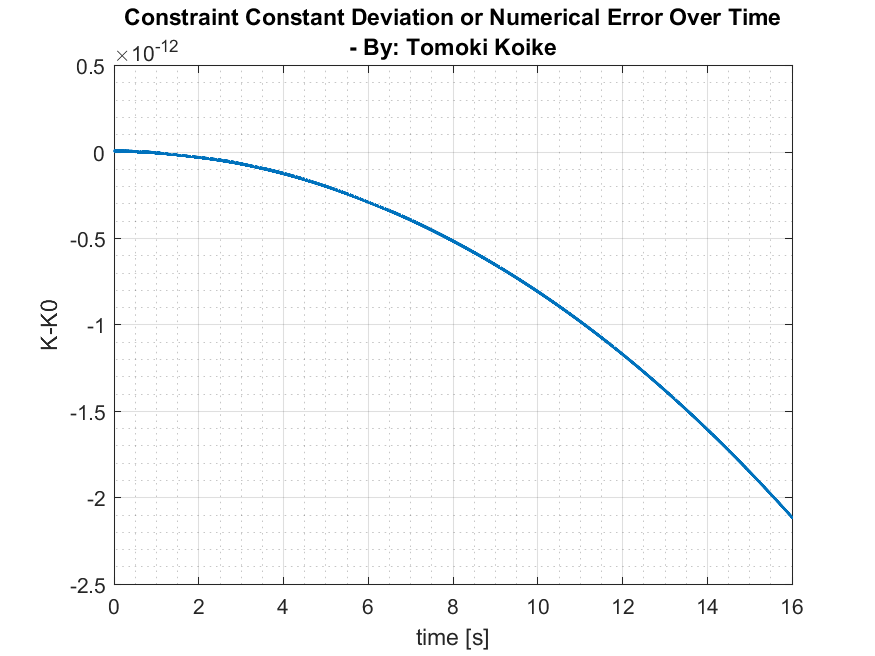 Constraint Constant Deviation or Numerical Error Over Time
- By: Tomoki Koike
×10^-12
0.5
0
-0.5
-1
-1.5
-2
-2.5
K-K0
0 2 4 6 8 10 12 14 16
time [s]